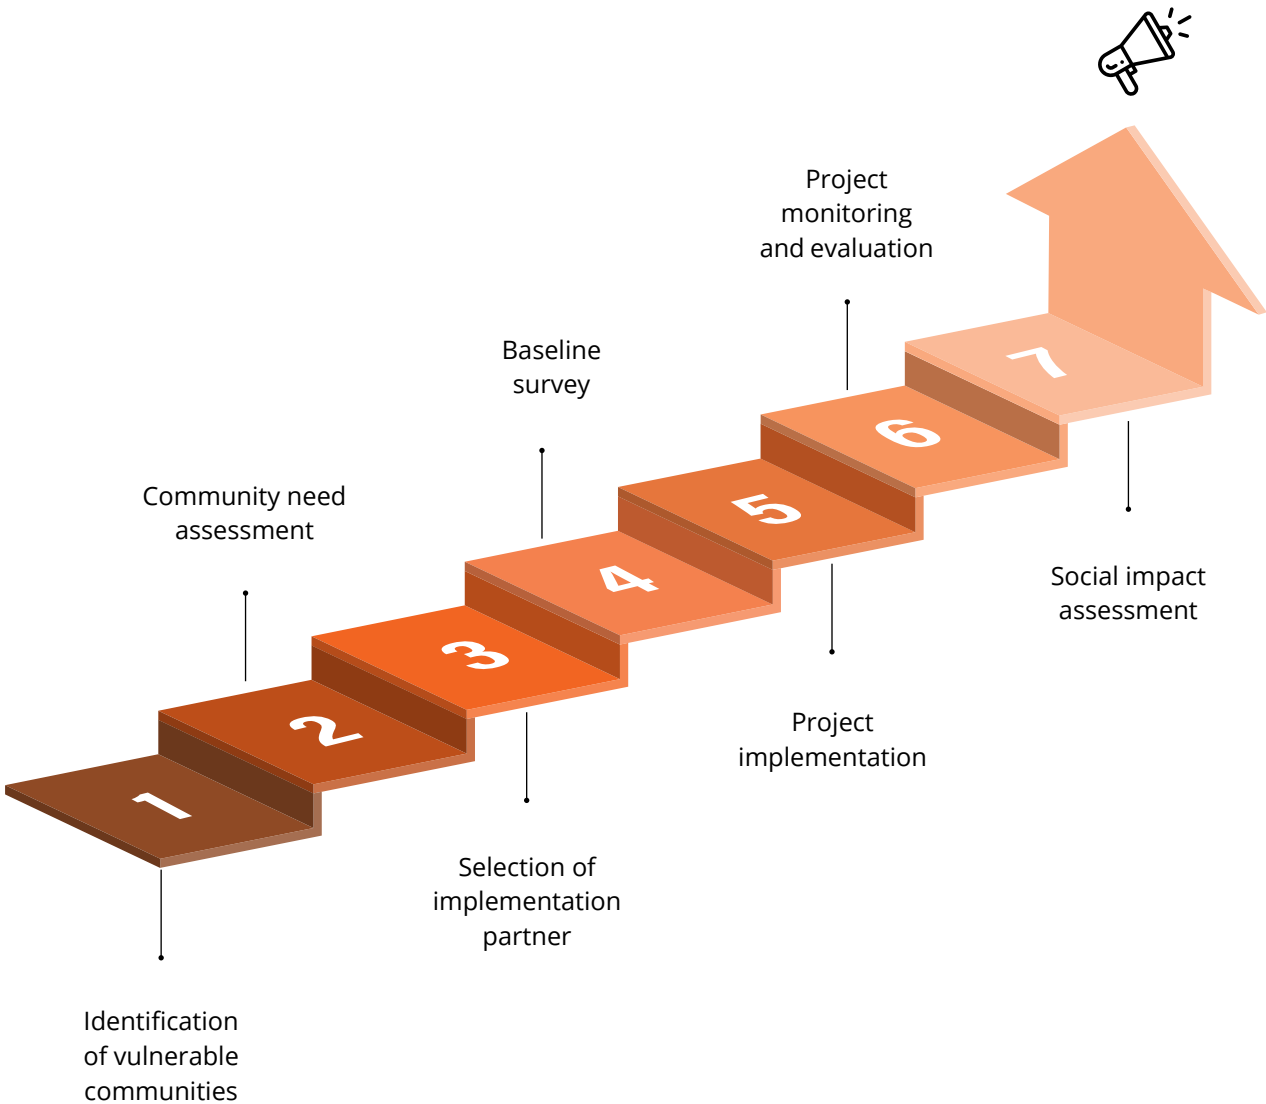 1
Identification
of vulnerable
communities
2
Community need
assessment
3
Selection of
implementation
partner
4
Baseline
survey
5
Project
implementation
6
Project
monitoring
and evaluation
7
Social impact
assessment